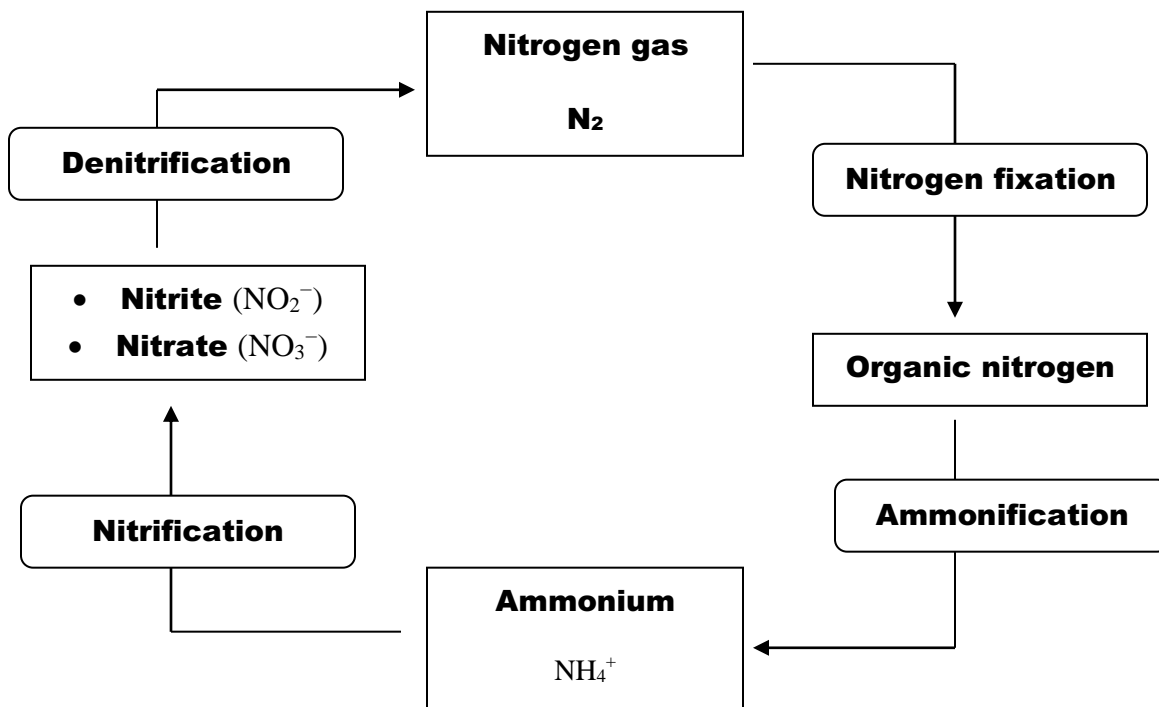 Nitrogen gas
N₂
Denitrification
Nitrogen fixation
• Nitrite (NO₂⁻)
• Nitrate (NO₃⁻)
Organic nitrogen
Nitrification
Ammonification
Ammonium
NH₄⁺